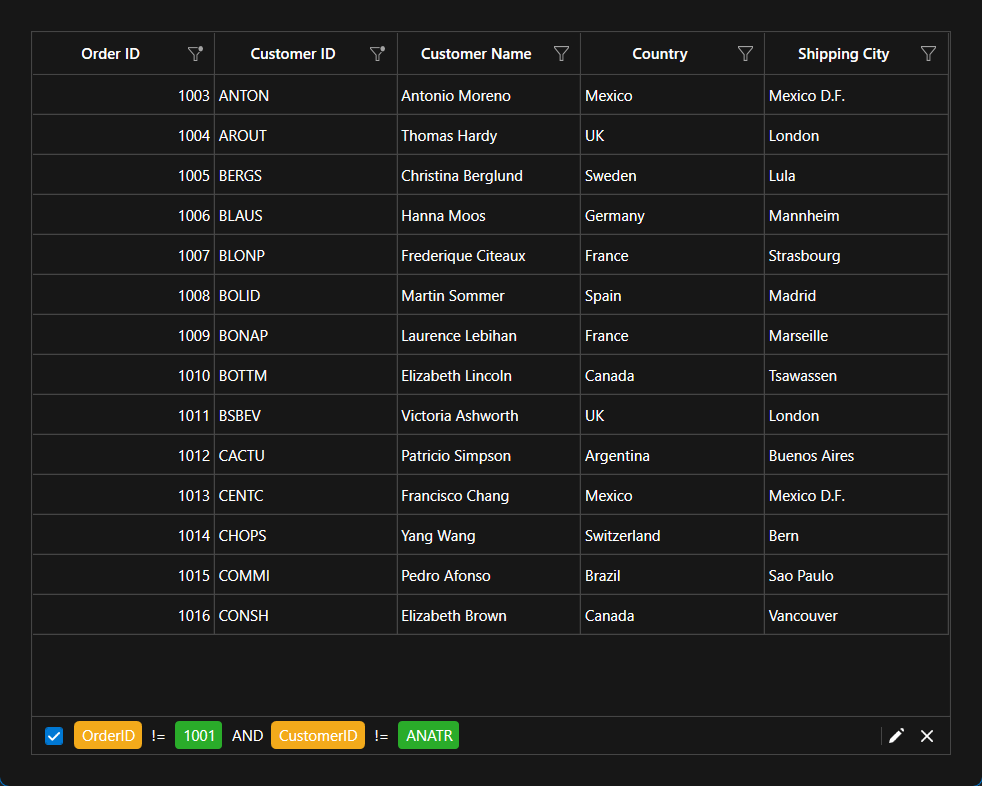 Order ID Customer ID Customer Name Country Shipping City
1003 ANTON Antonio Moreno Mexico Mexico D.F.
1004 AROUT Thomas Hardy UK London
1005 BERGS Christina Berglund Sweden Lula
1006 BLAUS Hanna Moos Germany Mannheim
1007 BLONP Frederique Citeaux France Strasbourg
1008 BOLID Martin Sommer Spain Madrid
1009 BONAP Laurence Lebihan France Marseille
1010 BOTTM Elizabeth Lincoln Canada Tsawassen
1011 BSBEV Victoria Ashworth UK London
1012 CACTU Patricio Simpson Argentina Buenos Aires
1013 CENTC Francisco Chang Mexico Mexico D.F.
1014 CHOPS Yang Wang Switzerland Bern
1015 COMMI Pedro Afonso Brazil Sao Paulo
1016 CONSH Elizabeth Brown Canada Vancouver
OrderID != 1001 AND CustomerID != ANATR